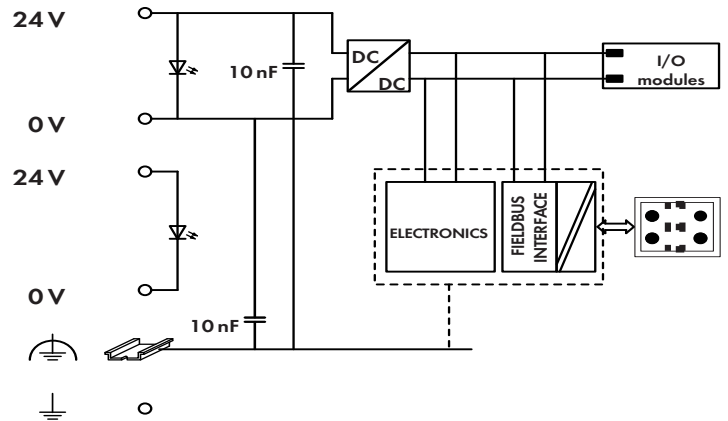 24 V
10 nF
DC
DC
I/O
modules
0 V
24 V
ELECTRONICS
FIELDBUS
INTERFACE
0 V
10 nF